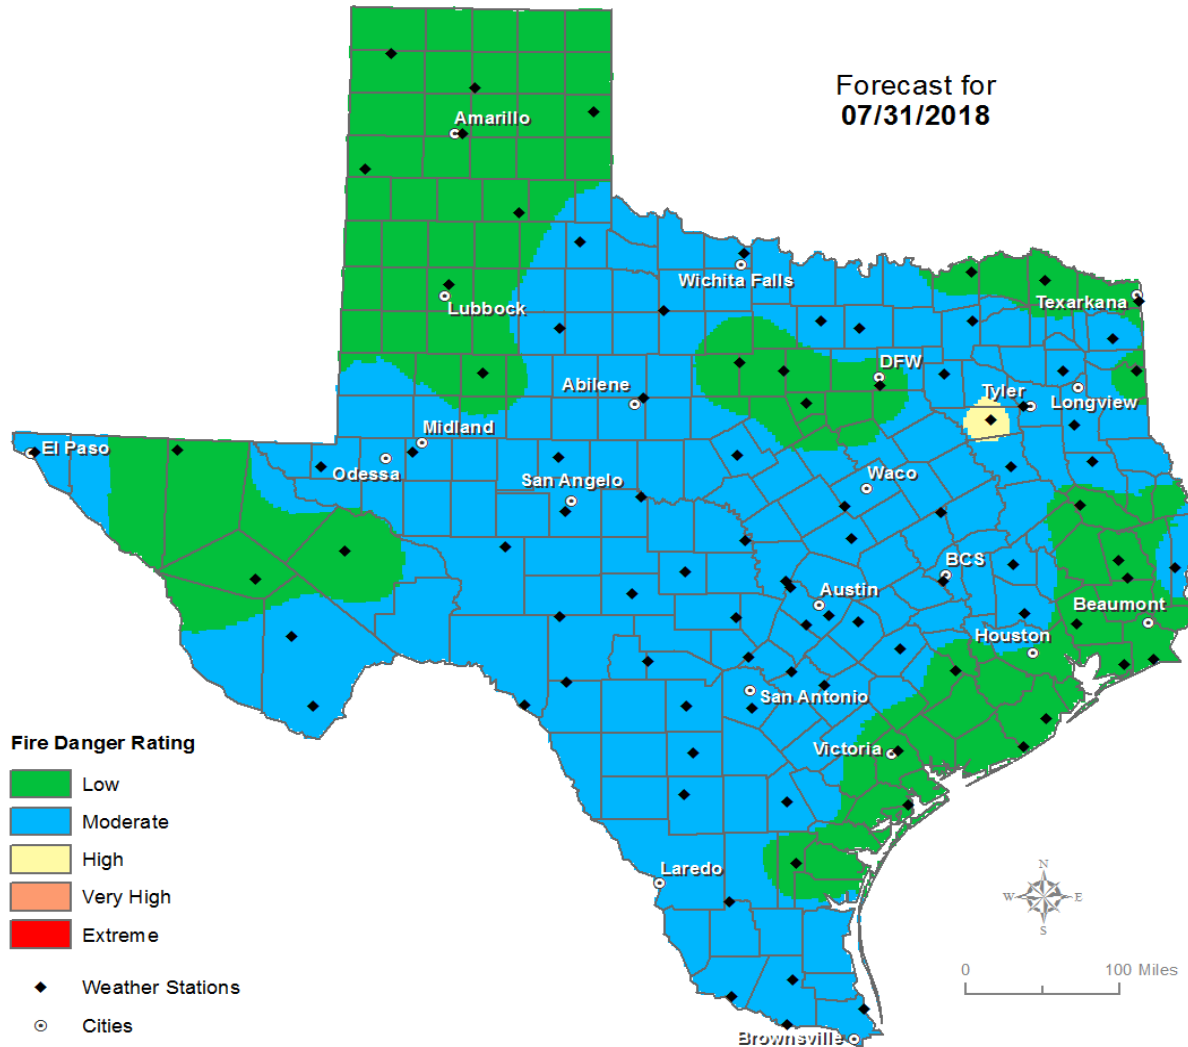 Forecast for
07/31/2018
Amarillo
Wichita Falls
Lubbock
Texarkana
DFW
Abilene
Tyler
Longview
Midland
El Paso
Odessa
San Angelo
Waco
BCS
Austin
Beaumont
Houston
San Antonio
Victoria
Laredo
Brownsville
Fire Danger Rating
Low
Moderate
High
Very High
Extreme
Weather Stations
Cities
N
W E
S
0 100 Miles